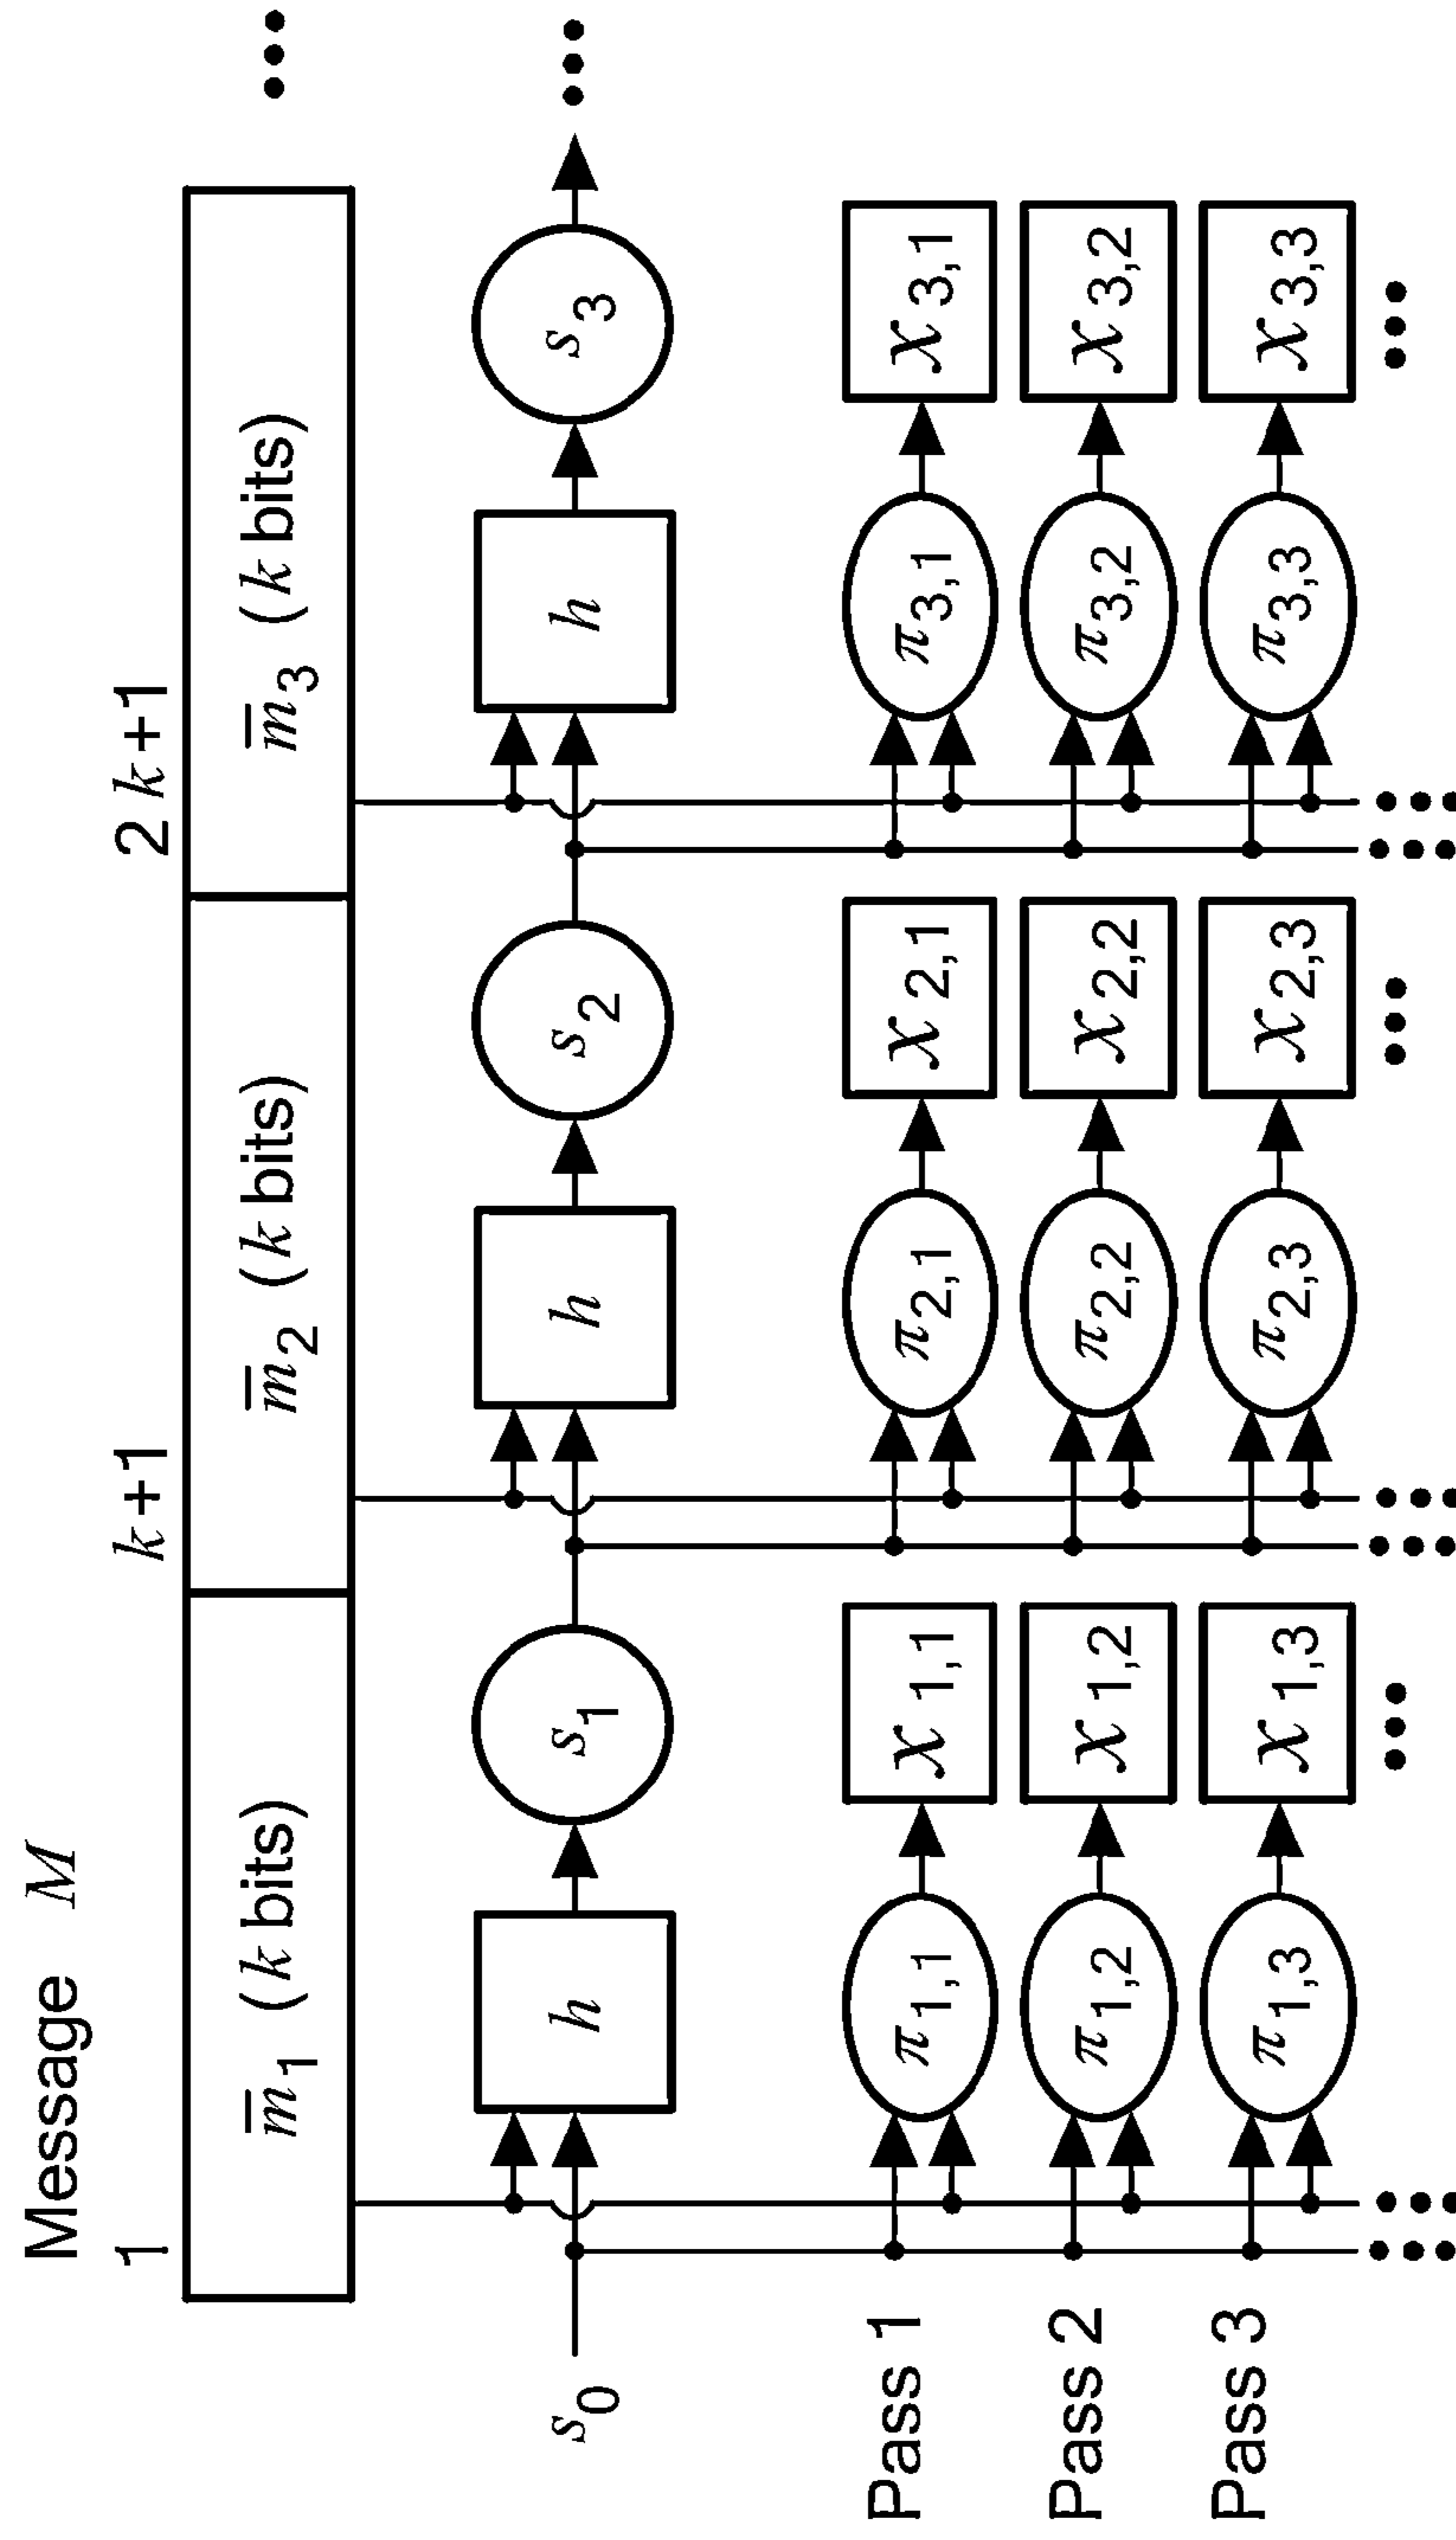 Message M
1 k+1 2k+1
m̅₁ (k bits) m̅₂ (k bits) m̅₃ (k bits) •••
s₀ h s₁ h s₂ h s₃ •••
Pass 1 π₁,₁ x₁,₁ π₂,₁ x₂,₁ π₃,₁ x₃,₁
Pass 2 π₁,₂ x₁,₂ π₂,₂ x₂,₂ π₃,₂ x₃,₂
Pass 3 π₁,₃ x₁,₃ π₂,₃ x₂,₃ π₃,₃ x₃,₃